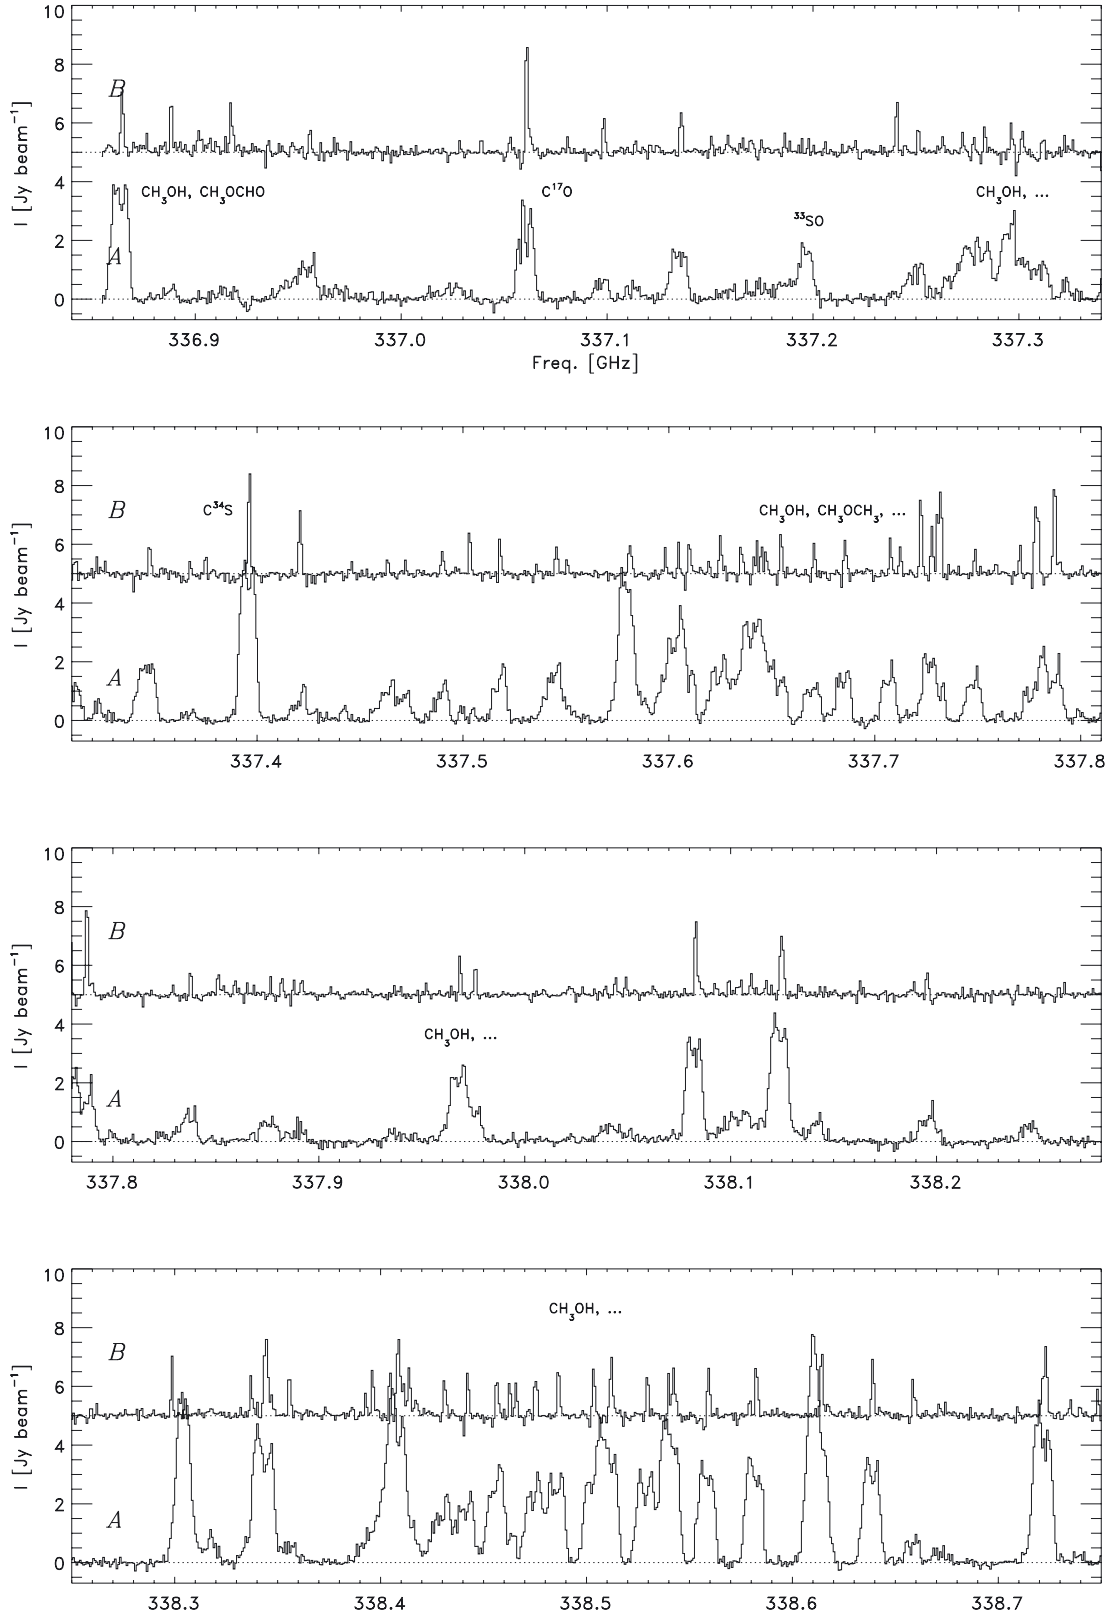 10
8
B
6
I [Jy beam⁻¹]
4
CH₃OH, CH₃OCHO C¹⁷O ³³SO CH₃OH, ...
2
A
0
336.9 337.0 337.1 337.2 337.3
Freq. [GHz]
10
8
C³⁴S CH₃OH, CH₃OCH₃, ...
B
6
I [Jy beam⁻¹]
4
2
A
0
337.4 337.5 337.6 337.7 337.8
10
8
B
6
I [Jy beam⁻¹]
4
CH₃OH, ...
2
A
0
337.8 337.9 338.0 338.1 338.2
10
CH₃OH, ...
8
B
6
I [Jy beam⁻¹]
4
2
A
0
338.3 338.4 338.5 338.6 338.7